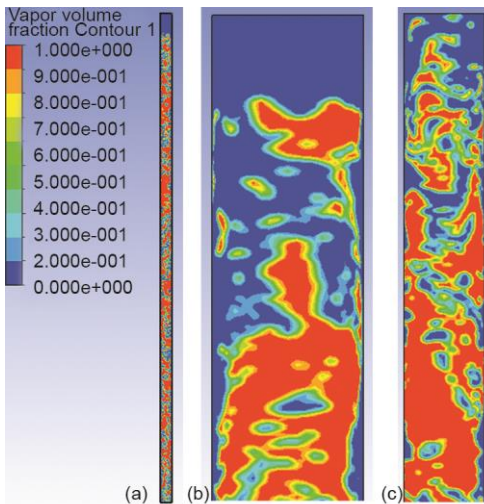 Vapor volume
fraction Contour 1
1.000e+000
9.000e-001
8.000e-001
7.000e-001
6.000e-001
5.000e-001
4.000e-001
3.000e-001
2.000e-001
0.000e+000
(a)
(b)
(c)